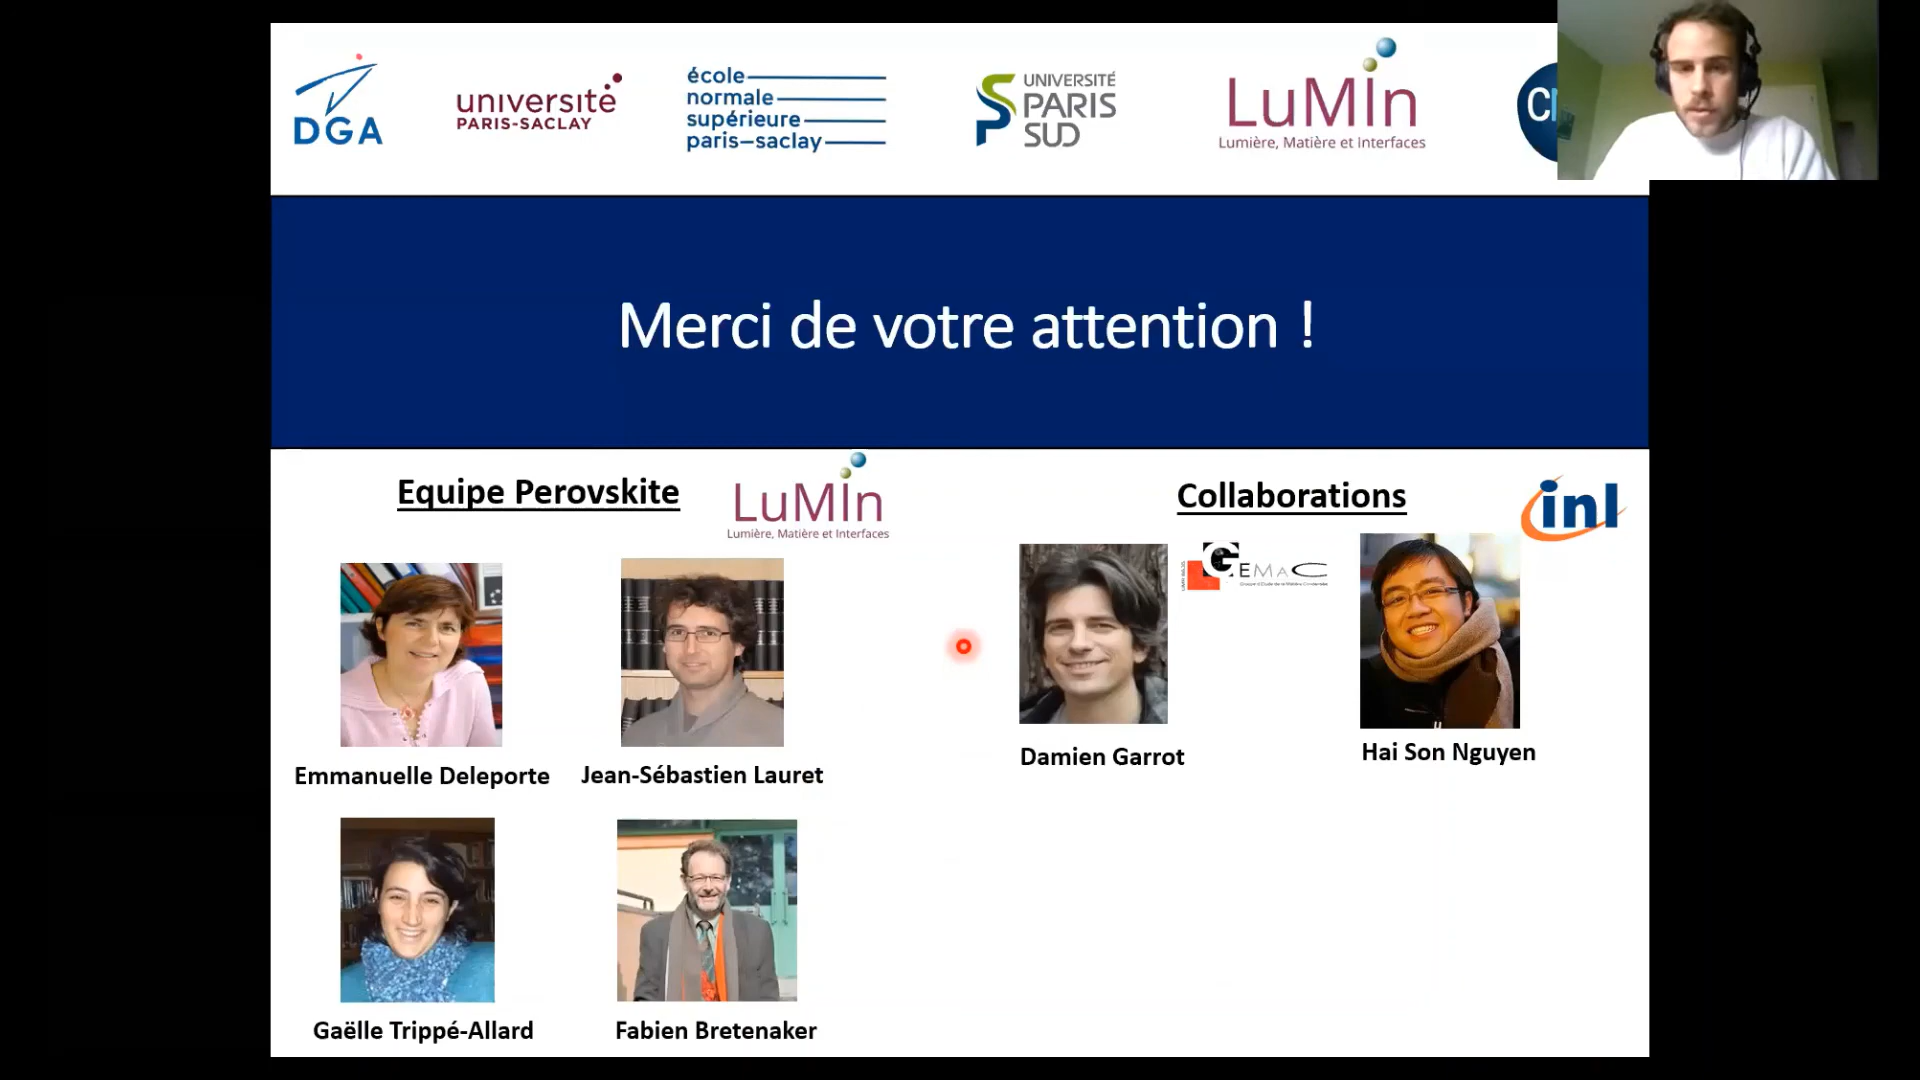 DGA
université
PARIS-SACLAY
école
normale
supérieure
paris-saclay
UNIVERSITÉ
PARIS
SUD
LuMIn
Lumière, Matière et Interfaces
Merci de votre attention !
Equipe Perovskite
LuMIn
Lumière, Matière et Interfaces
Collaborations
inl
GEMAC
Emmanuelle Deleporte
Jean-Sébastien Lauret
Damien Garrot
Hai Son Nguyen
Gaëlle Trippé-Allard
Fabien Bretenaker